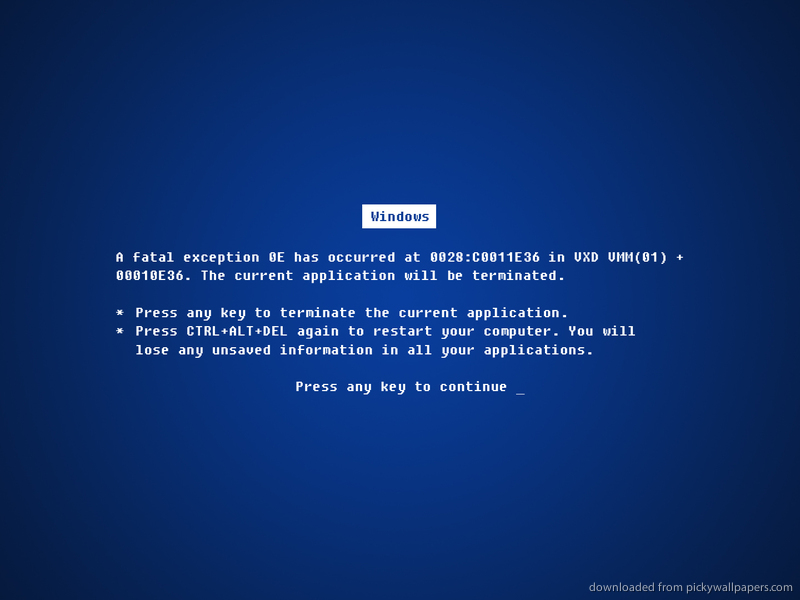 Windows
A fatal exception 0E has occurred at 0028:C0011E36 in VXD VMM(01) +
00010E36. The current application will be terminated.
* Press any key to terminate the current application.
* Press CTRL+ALT+DEL again to restart your computer. You will
lose any unsaved information in all your applications.
Press any key to continue _
downloaded from pickywallpapers.com